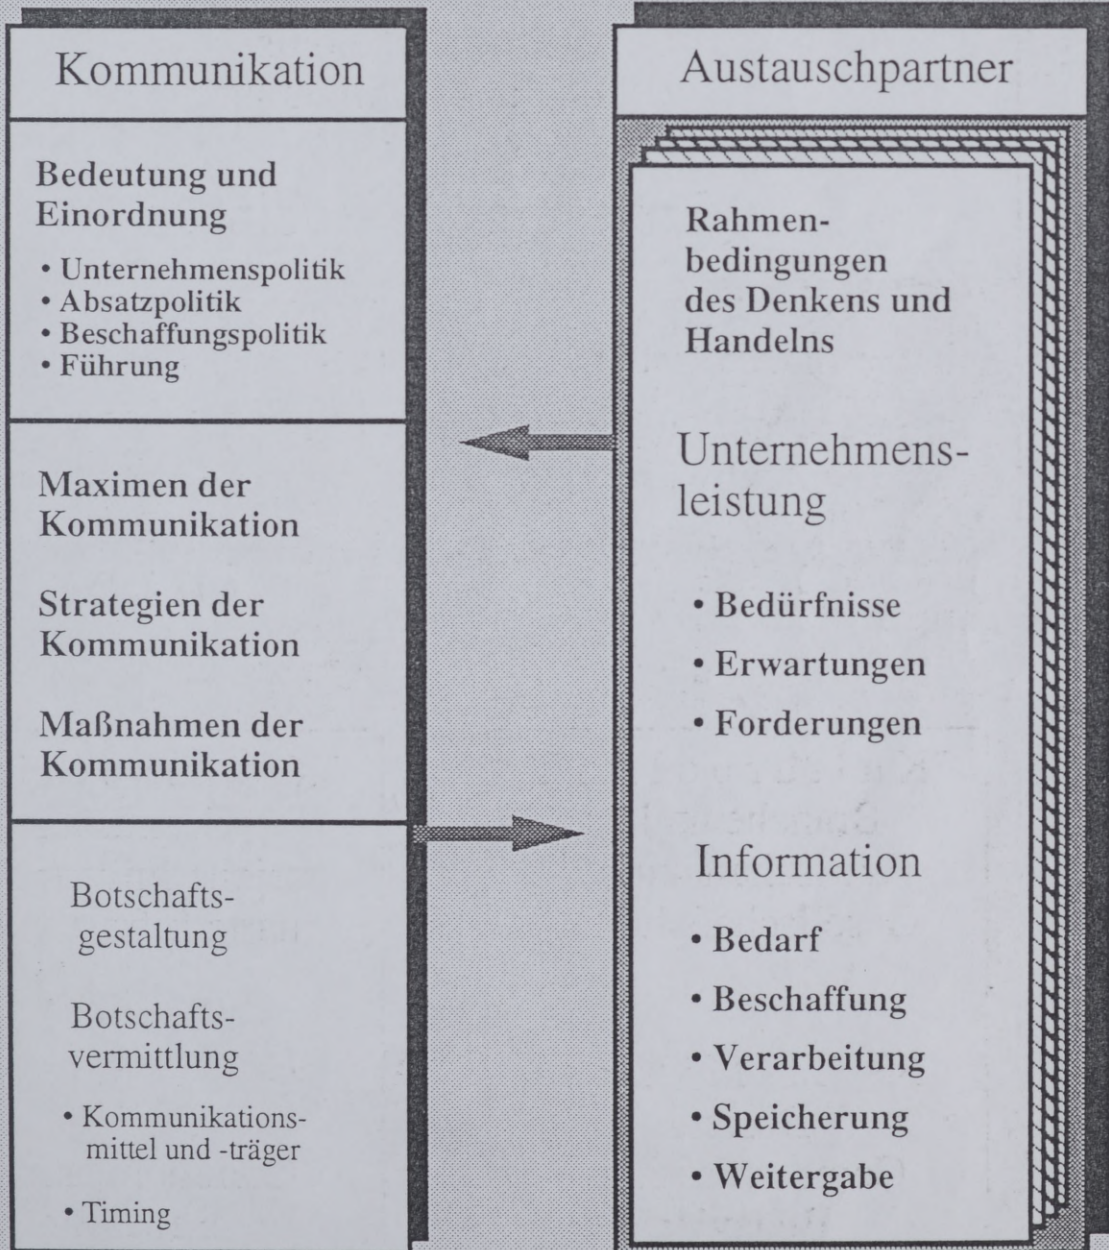 Kommunikation
Bedeutung und
Einordnung
• Unternehmenspolitik
• Absatzpolitik
• Beschaffungspolitik
• Führung
Maximen der
Kommunikation
Strategien der
Kommunikation
Maßnahmen der
Kommunikation
Botschafts-
gestaltung
Botschafts-
vermittlung
• Kommunikations-
mittel und -träger
• Timing
Austauschpartner
Rahmen-
bedingungen
des Denkens und
Handelns
Unternehmens-
leistung
• Bedürfnisse
• Erwartungen
• Forderungen
Information
• Bedarf
• Beschaffung
• Verarbeitung
• Speicherung
• Weitergabe